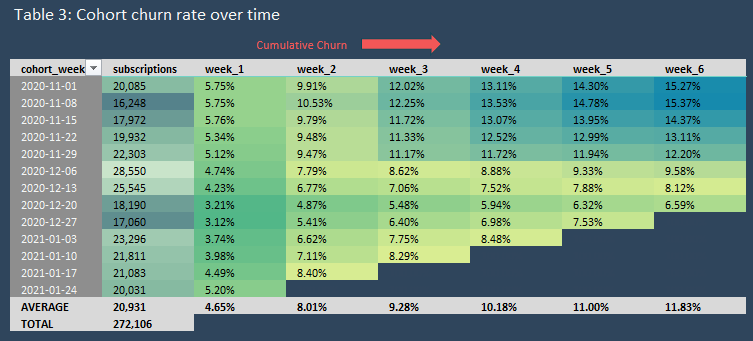 Table 3: Cohort churn rate over time
Cumulative Churn
cohort_week subscriptions week_1 week_2 week_3 week_4 week_5 week_6
2020-11-01 20,085 5.75% 9.91% 12.02% 13.11% 14.30% 15.27%
2020-11-08 16,248 5.75% 10.53% 12.25% 13.53% 14.78% 15.37%
2020-11-15 17,972 5.76% 9.79% 11.72% 13.07% 13.95% 14.37%
2020-11-22 19,932 5.34% 9.48% 11.33% 12.52% 12.99% 13.11%
2020-11-29 22,303 5.12% 9.47% 11.17% 11.72% 11.94% 12.20%
2020-12-06 28,550 4.74% 7.79% 8.62% 8.88% 9.33% 9.58%
2020-12-13 25,545 4.23% 6.77% 7.06% 7.52% 7.88% 8.12%
2020-12-20 18,190 3.21% 4.87% 5.48% 5.94% 6.32% 6.59%
2020-12-27 17,060 3.12% 5.41% 6.40% 6.98% 7.53%
2021-01-03 23,296 3.74% 6.62% 7.75% 8.48%
2021-01-10 21,811 3.98% 7.11% 8.29%
2021-01-17 21,083 4.49% 8.40%
2021-01-24 20,031 5.20%
AVERAGE 20,931 4.65% 8.01% 9.28% 10.18% 11.00% 11.83%
TOTAL 272,106